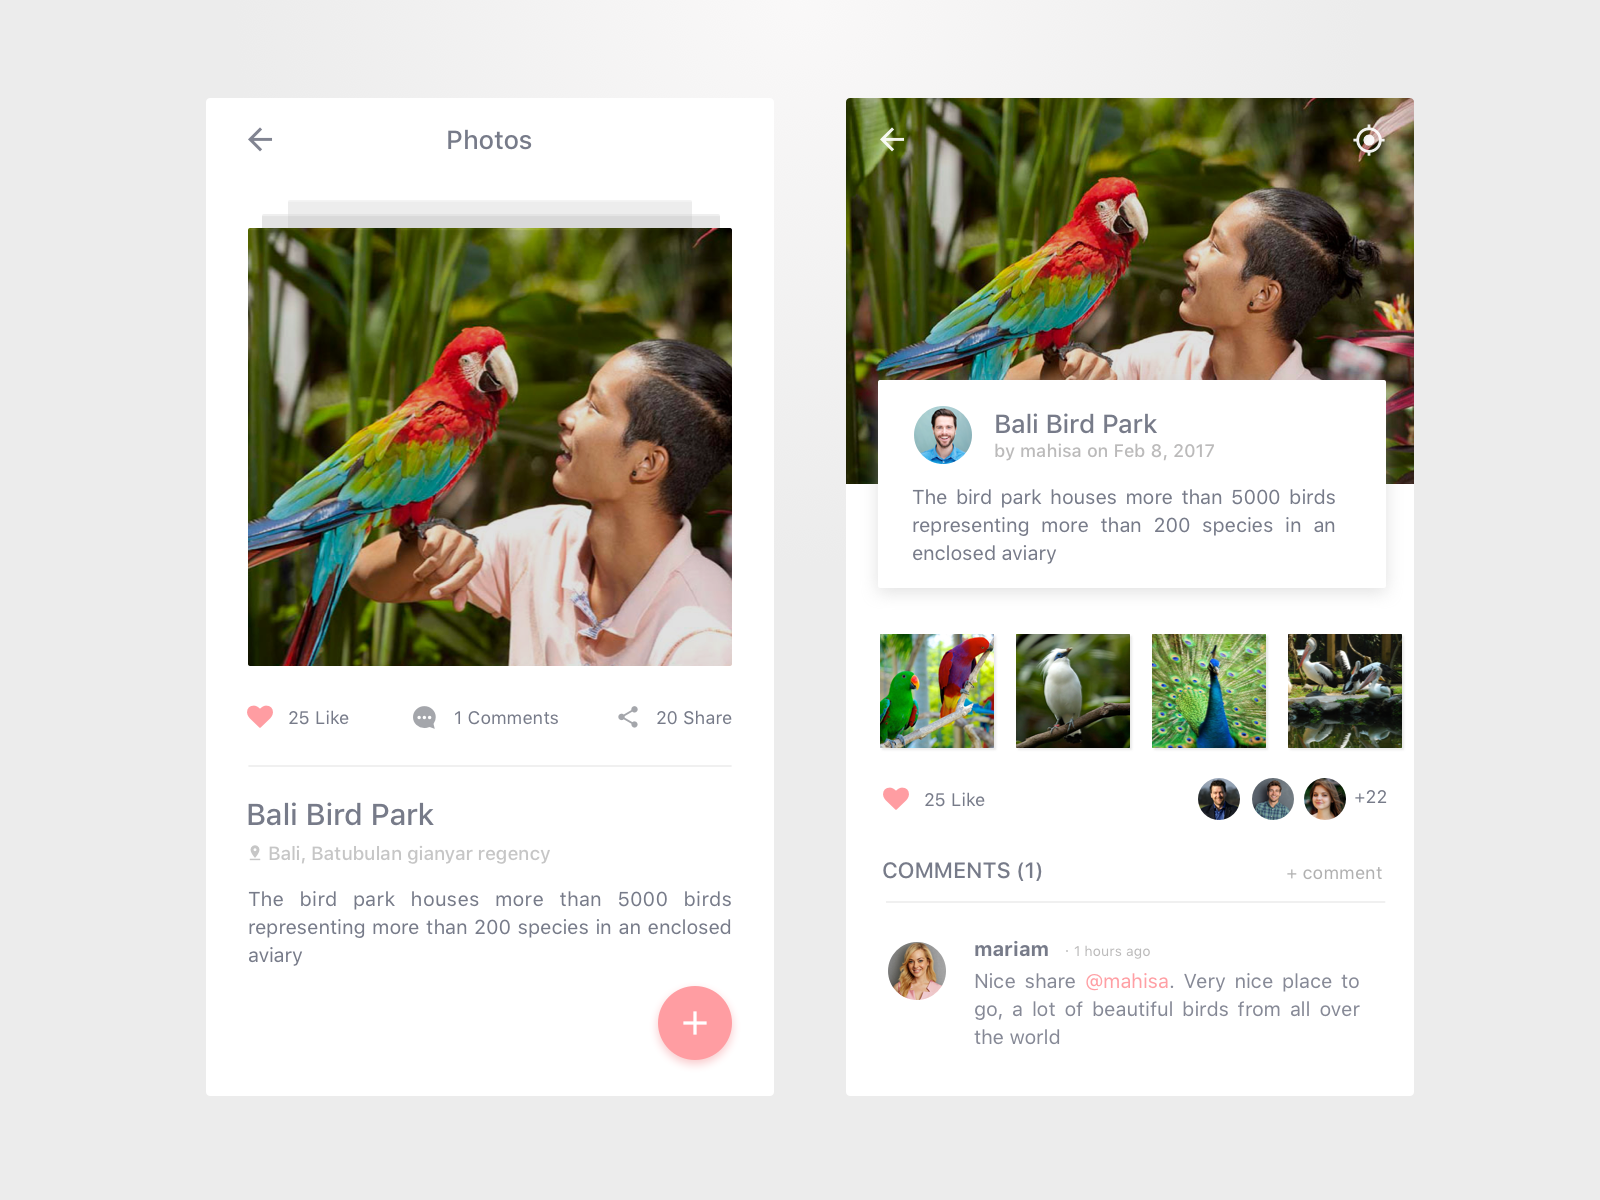 Photos
25 Like
1 Comments
20 Share
Bali Bird Park
Bali, Batubulan gianyar regency
The bird park houses more than 5000 birds
representing more than 200 species in an enclosed
aviary
Bali Bird Park
by mahisa on Feb 8, 2017
The bird park houses more than 5000 birds
representing more than 200 species in an
enclosed aviary
25 Like
+22
COMMENTS (1)
+ comment
mariam · 1 hours ago
Nice share @mahisa. Very nice place to
go, a lot of beautiful birds from all over
the world